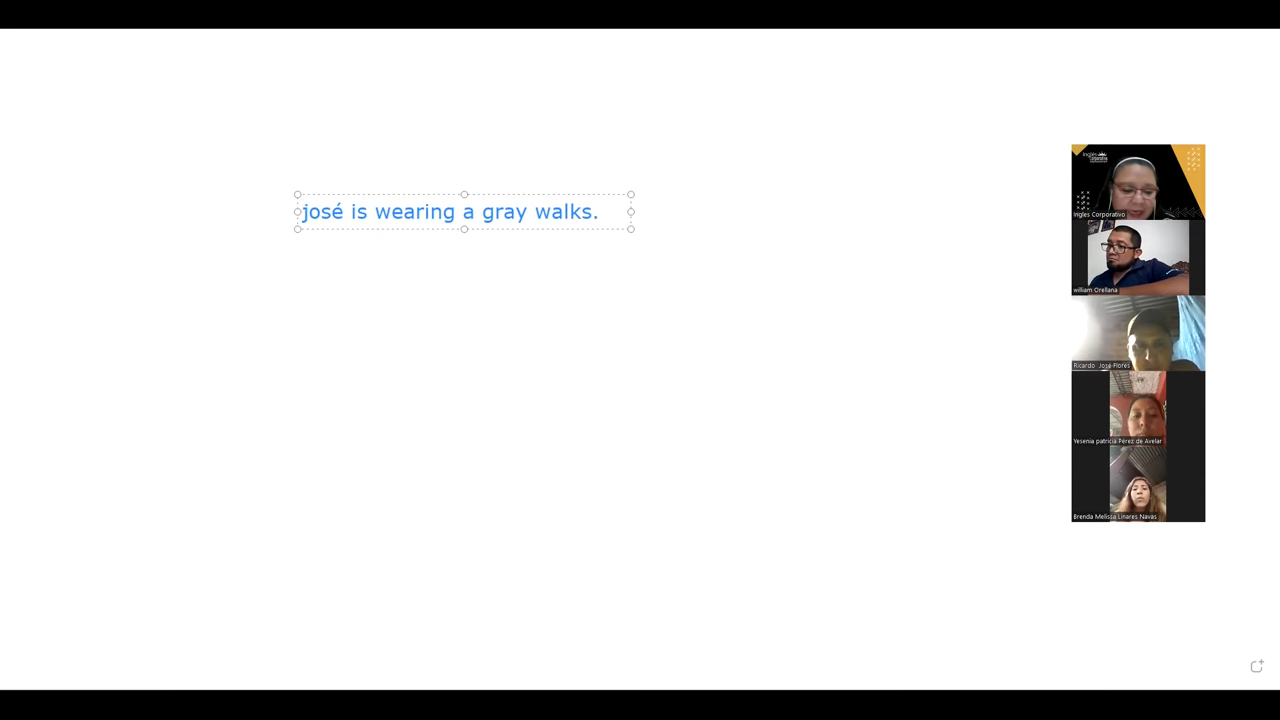 josé is wearing a gray walks.
Inglés Corporativo
william Orellana
Ricardo José Flores
Yesenia patricia Pérez de Avelar
Brenda Melissa Linares Navas